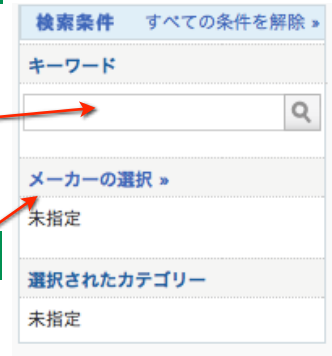 検索条件 すべての条件を解除 »
キーワード
メーカーの選択 »
未指定
選択されたカテゴリー
未指定